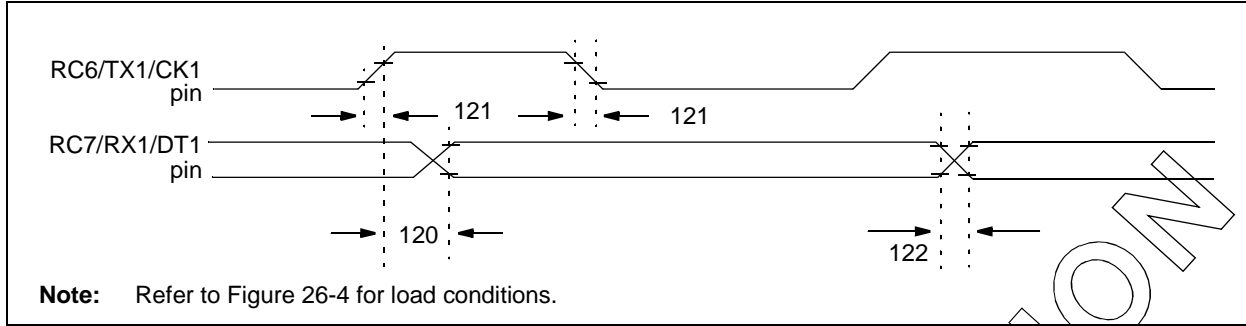 RC6/TX1/CK1
pin
121
121
RC7/RX1/DT1
pin
120
122
Note: Refer to Figure 26-4 for load conditions.
ON